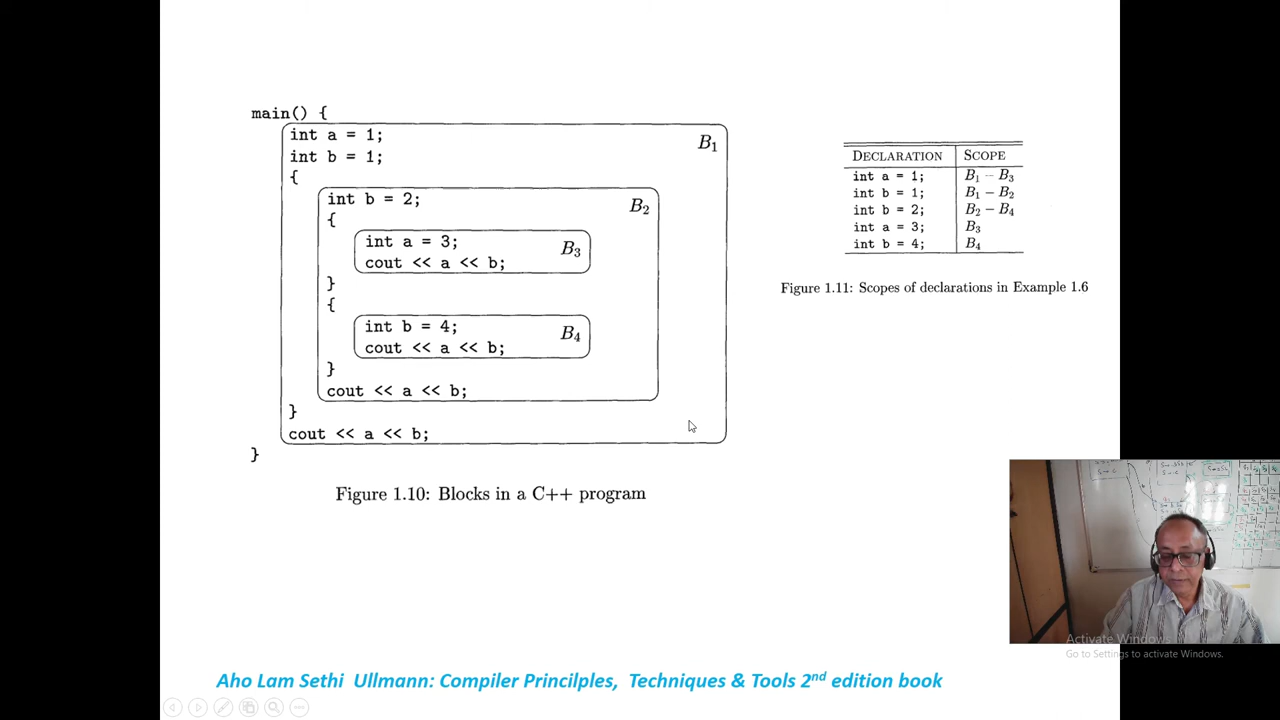 main() {
int a = 1;
int b = 1;
B1
{
int b = 2;
B2
{
int a = 3;
cout << a << b;
B3
}
{
int b = 4;
cout << a << b;
B4
}
cout << a << b;
}
cout << a << b;
}
Figure 1.10: Blocks in a C++ program
DECLARATION SCOPE
int a = 1; B1 − B3
int b = 1; B1 − B2
int b = 2; B2 − B4
int a = 3; B3
int b = 4; B4
Figure 1.11: Scopes of declarations in Example 1.6
Activate Windows
Go to Settings to activate Windows.
Aho Lam Sethi Ullmann: Compiler Princilples, Techniques & Tools 2nd edition book